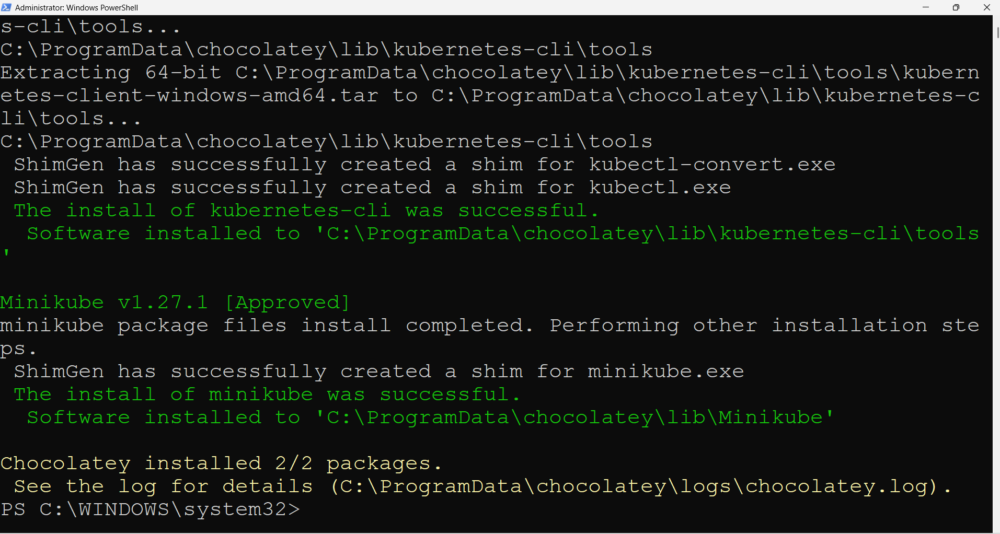 Administrator: Windows PowerShell
s-cli\tools...
C:\ProgramData\chocolatey\lib\kubernetes-cli\tools
Extracting 64-bit C:\ProgramData\chocolatey\lib\kubernetes-cli\tools\kubern
etes-client-windows-amd64.tar to C:\ProgramData\chocolatey\lib\kubernetes-c
li\tools...
C:\ProgramData\chocolatey\lib\kubernetes-cli\tools
 ShimGen has successfully created a shim for kubectl-convert.exe
 ShimGen has successfully created a shim for kubectl.exe
 The install of kubernetes-cli was successful.
  Software installed to 'C:\ProgramData\chocolatey\lib\kubernetes-cli\tools
'
Minikube v1.27.1 [Approved]
minikube package files install completed. Performing other installation ste
ps.
 ShimGen has successfully created a shim for minikube.exe
 The install of minikube was successful.
  Software installed to 'C:\ProgramData\chocolatey\lib\Minikube'
Chocolatey installed 2/2 packages.
 See the log for details (C:\ProgramData\chocolatey\logs\chocolatey.log).
PS C:\WINDOWS\system32>